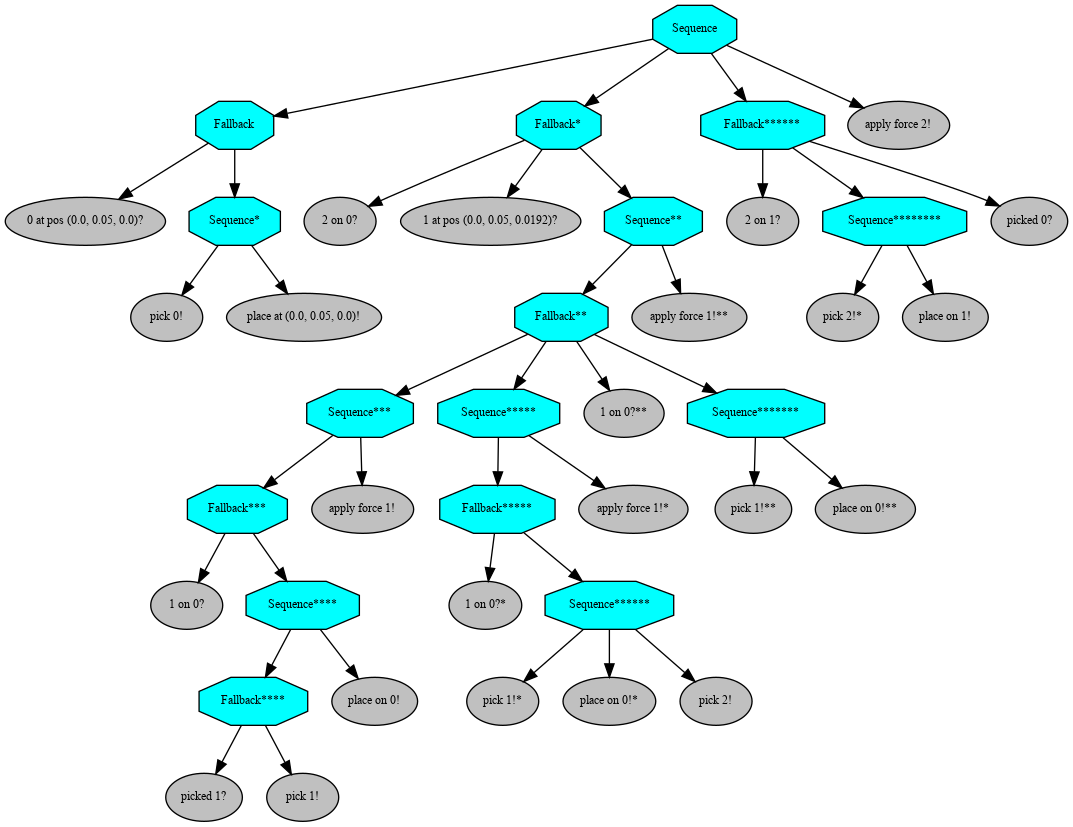 Sequence
Fallback
Fallback*
Fallback******
apply force 2!
0 at pos (0.0, 0.05, 0.0)?
Sequence*
2 on 0?
1 at pos (0.0, 0.05, 0.0192)?
Sequence**
2 on 1?
Sequence********
picked 0?
pick 0!
place at (0.0, 0.05, 0.0)!
Fallback**
apply force 1!**
pick 2!*
place on 1!
Sequence***
Sequence*****
1 on 0?**
Sequence*******
Fallback***
apply force 1!
Fallback*****
apply force 1!*
pick 1!**
place on 0!**
1 on 0?
Sequence****
1 on 0?*
Sequence******
Fallback****
place on 0!
pick 1!*
place on 0!*
pick 2!
picked 1?
pick 1!